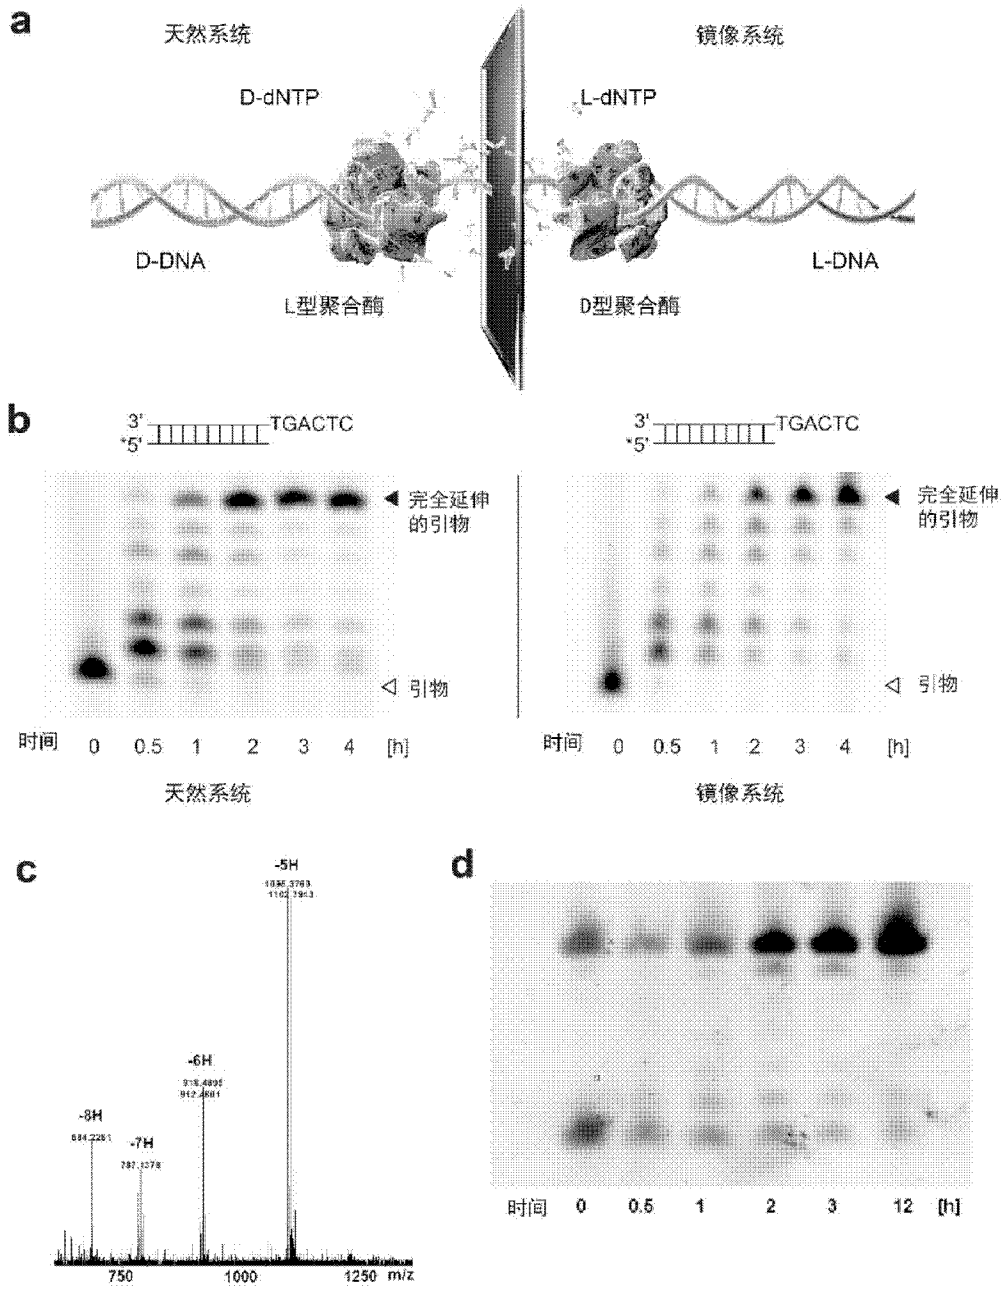 a
天然系统
镜像系统
D-dNTP
L-dNTP
D-DNA
L-DNA
L型聚合酶
D型聚合酶
b
3'
TGACTC
*5'
3'
TGACTC
*5'
完全延伸
的引物
引物
完全延伸
的引物
引物
时间 0 0.5 1 2 3 4 [h]
时间 0 0.5 1 2 3 4 [h]
天然系统
镜像系统
c
-5H
-6H
-8H
-7H
750 1000 1250 m/z
d
时间 0 0.5 1 2 3 12 [h]